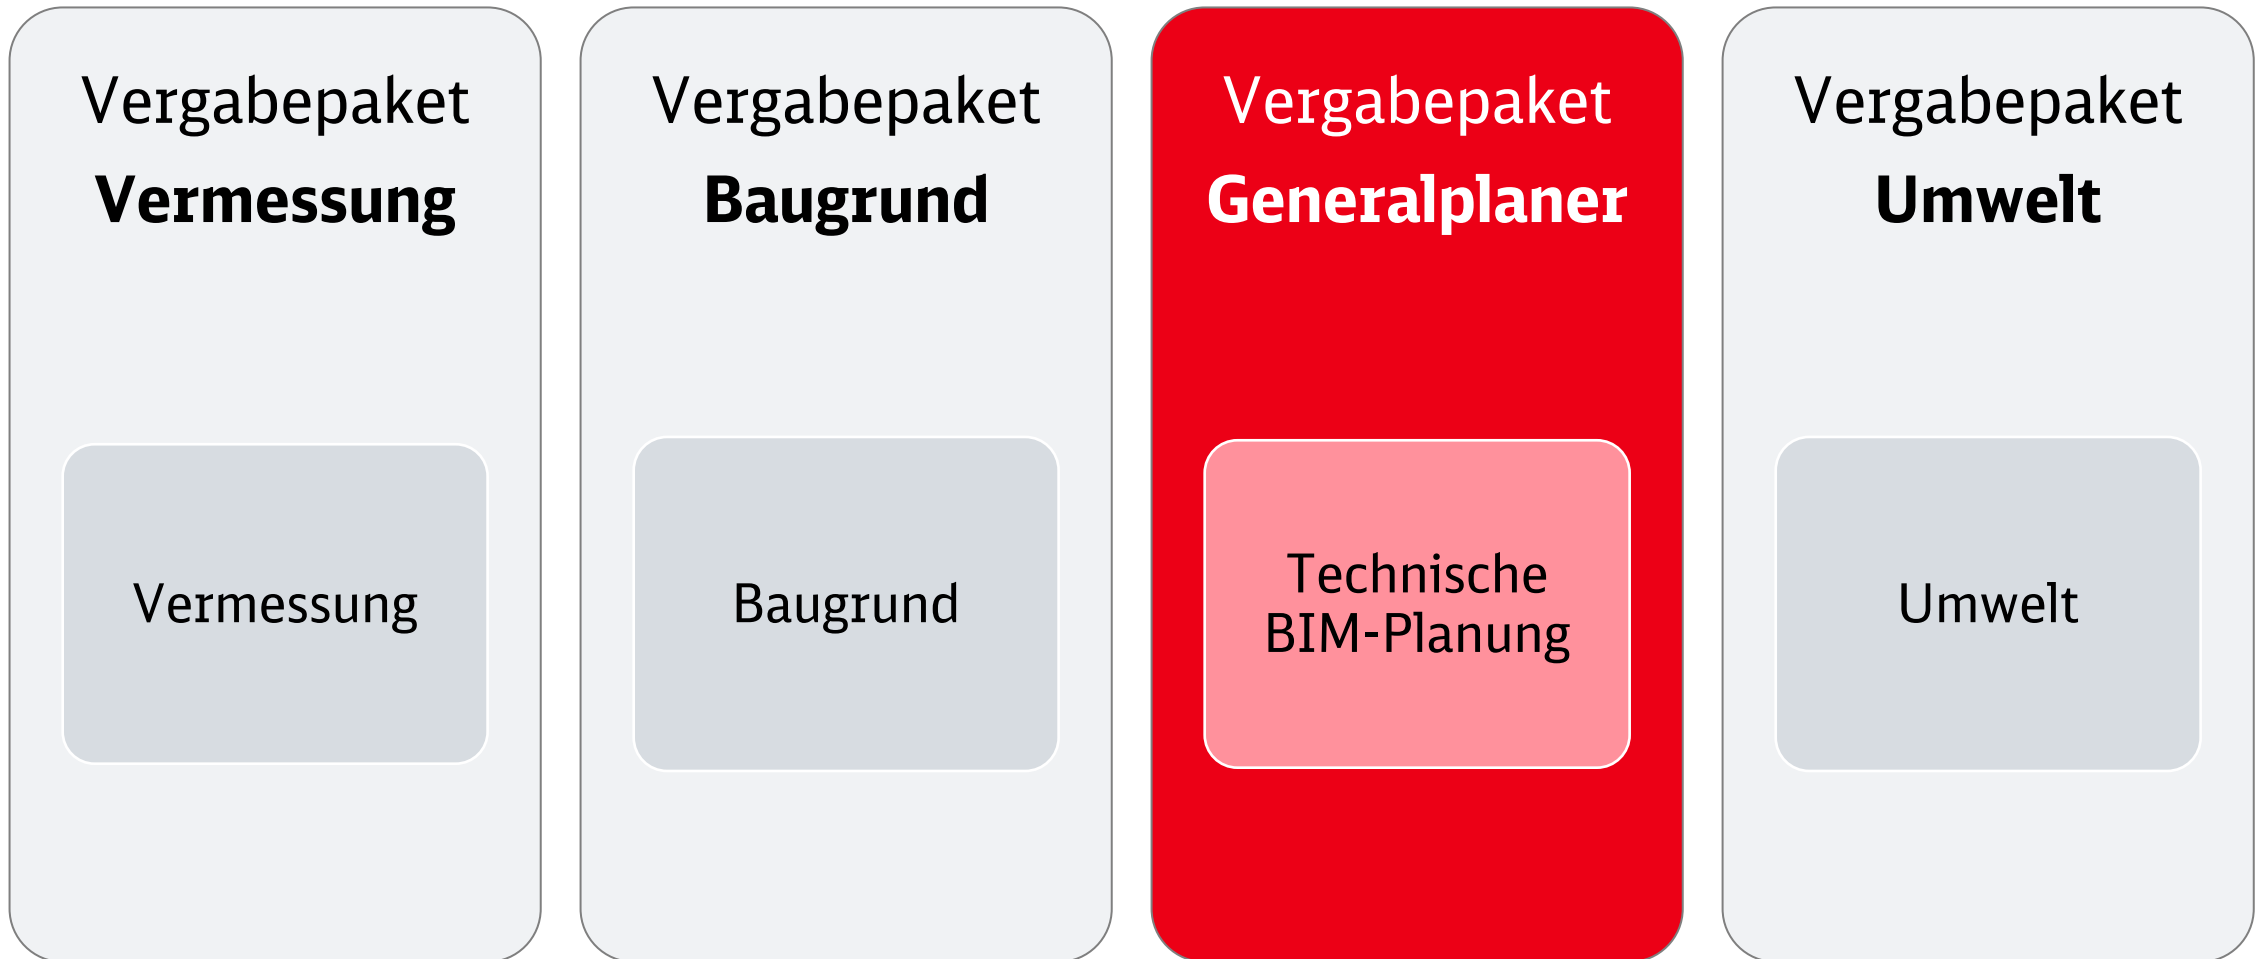 Vergabepaket
Vermessung
Vermessung
Vergabepaket
Baugrund
Baugrund
Vergabepaket
Generalplaner
Technische
BIM-Planung
Vergabepaket
Umwelt
Umwelt